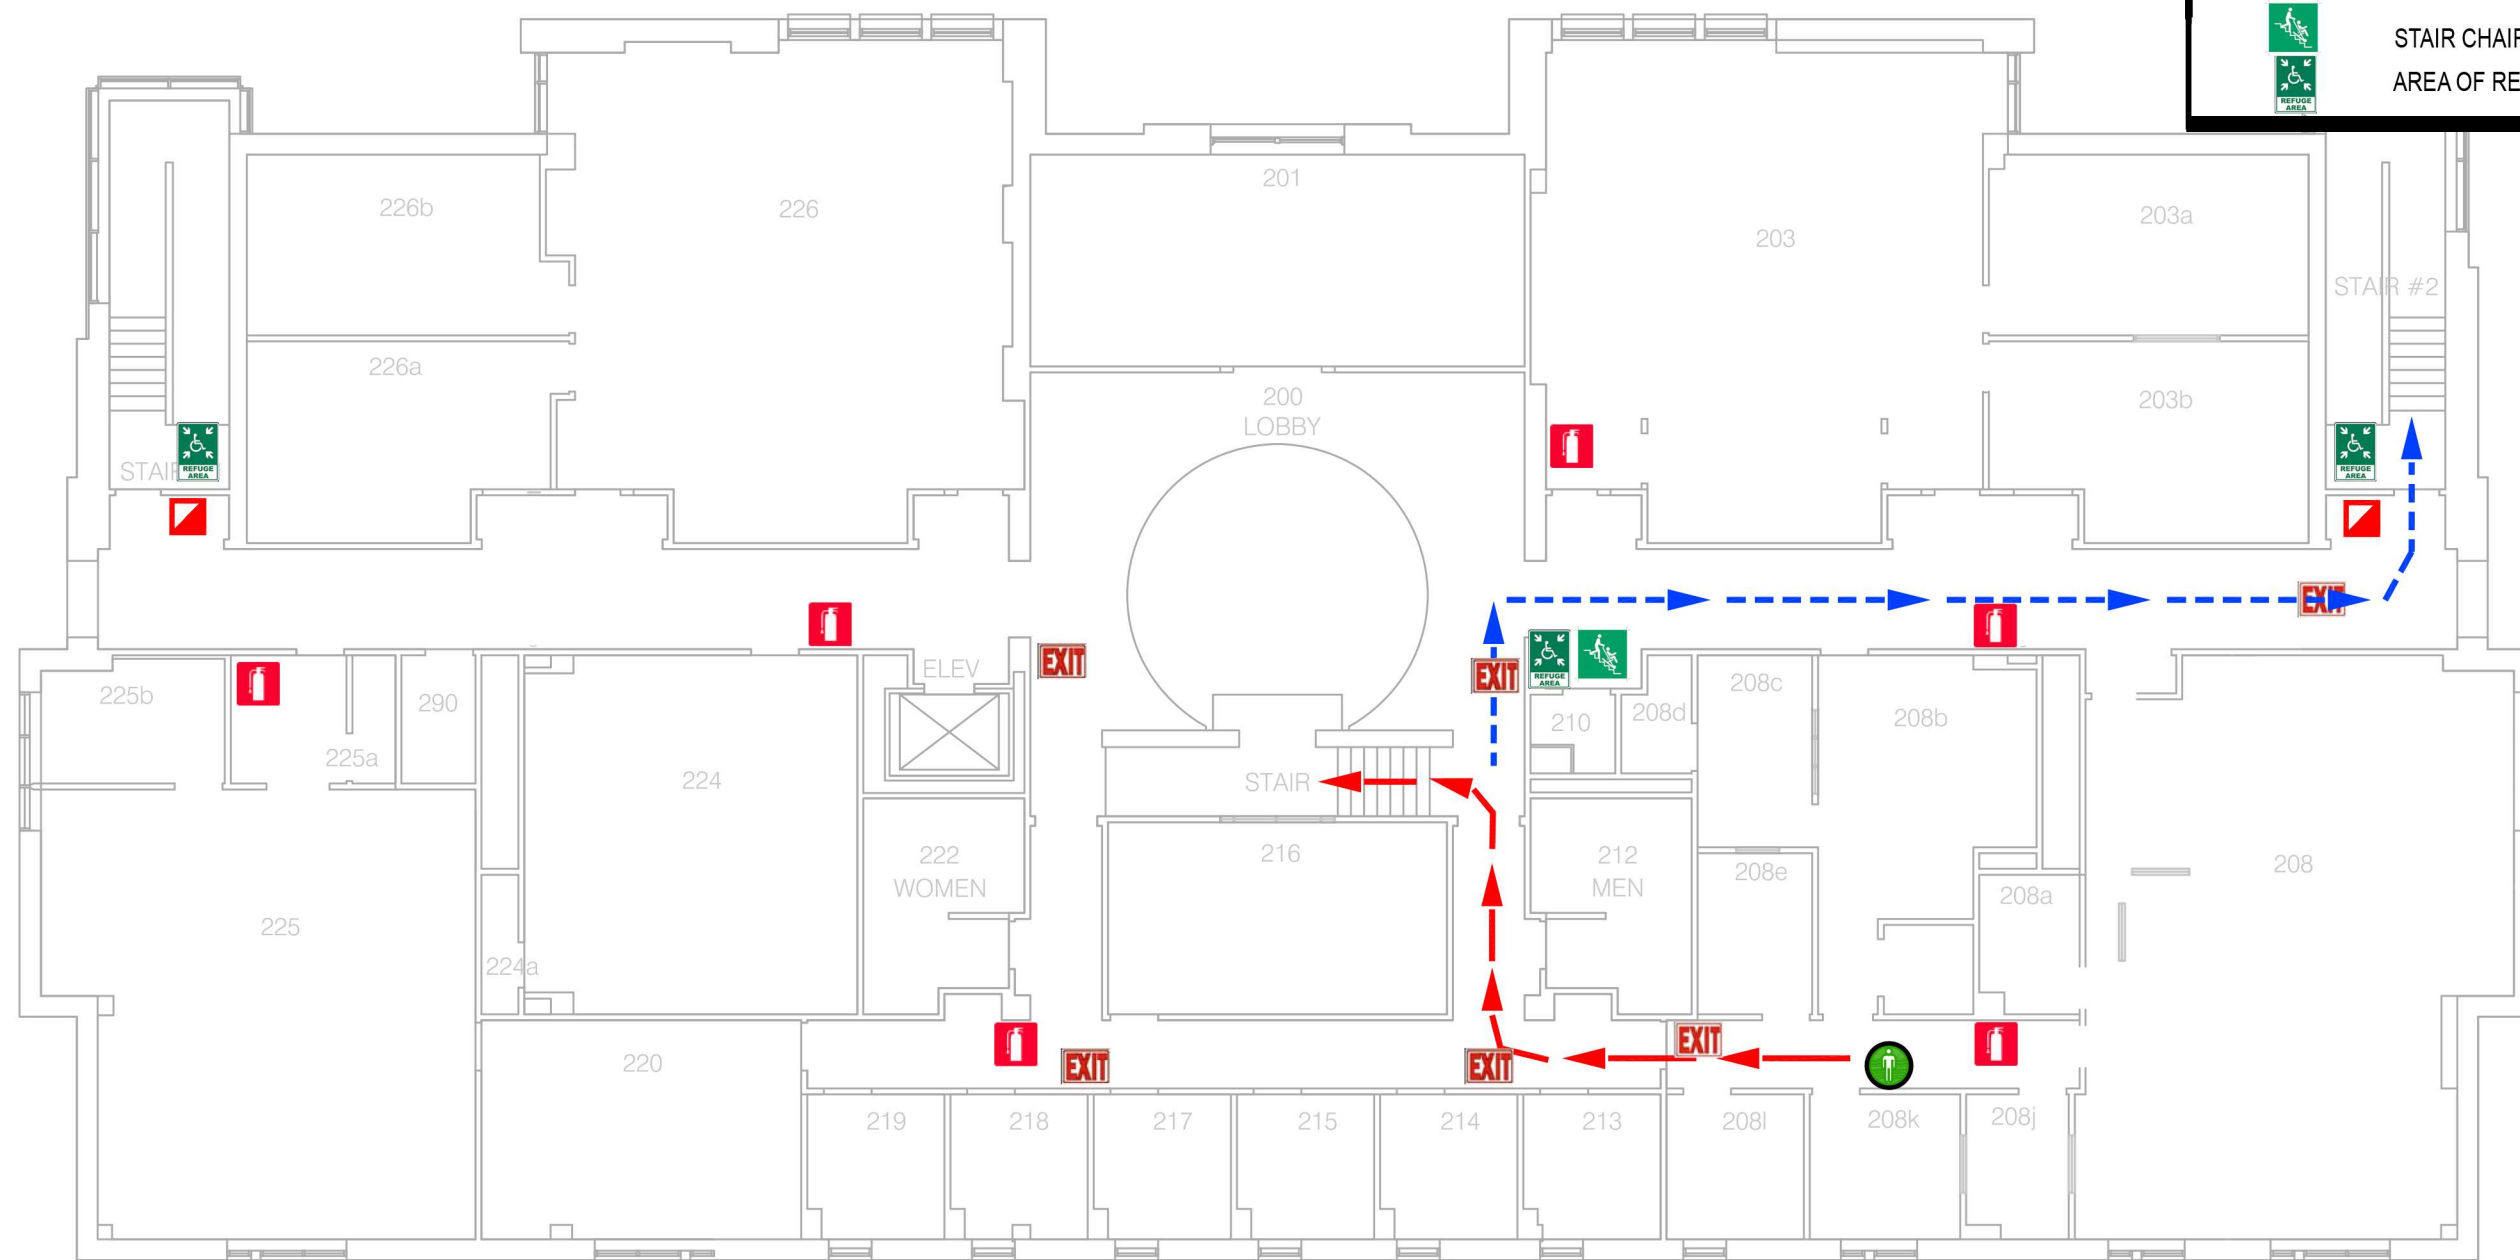 STAIR CHAIR
AREA OF RE
REFUGE
AREA
201
226b
226
203a
203
STAIR #2
226a
200
LOBBY
203b
STAIR
REFUGE
AREA
REFUGE
AREA
EXIT
EXIT
ELEV
EXIT
REFUGE
AREA
225b
290
208c
210
208d
208b
225a
224
STAIR
222
WOMEN
216
212
MEN
208e
208
208a
225
224a
EXIT
220
EXIT
EXIT
219
218
217
215
214
213
208l
208k
208j